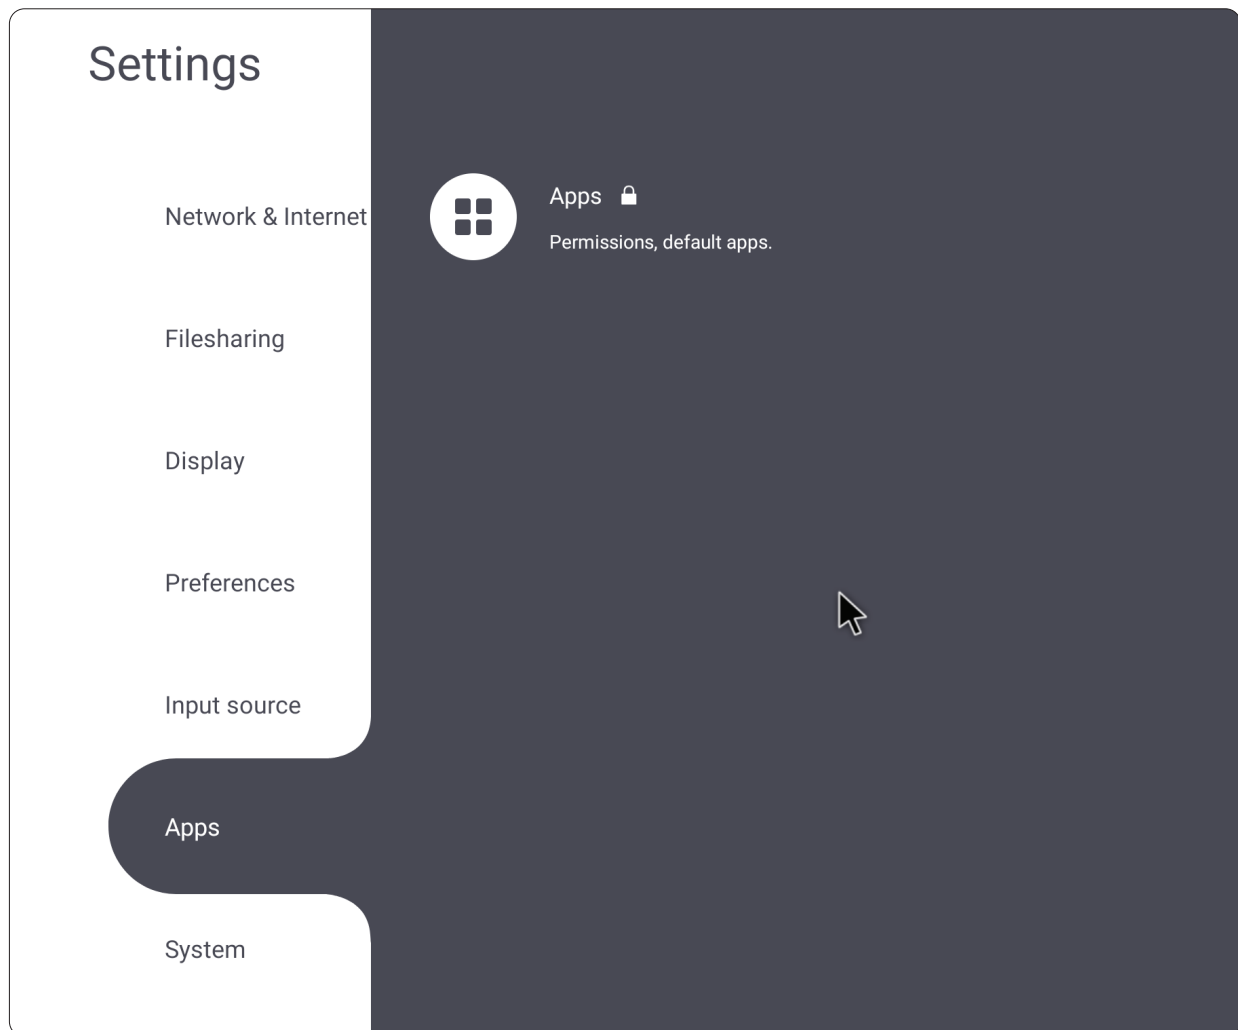 Settings
Network & Internet
Filesharing
Display
Preferences
Input source
Apps
System
Apps
Permissions, default apps.